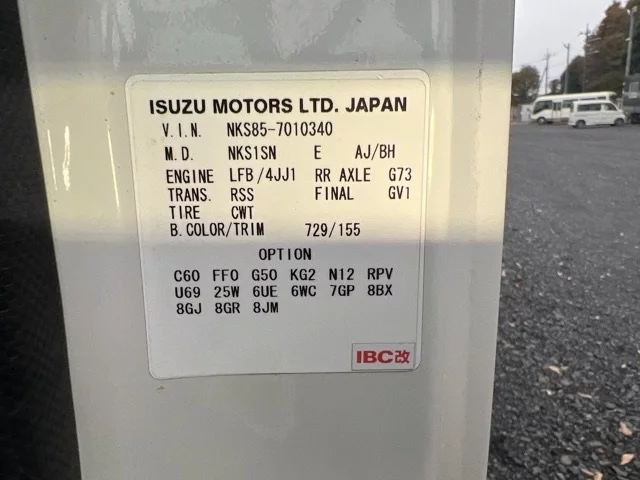 ISUZU MOTORS LTD. JAPAN
V.I.N. NKS85-7010340
M.D. NKS1SN E AJ/BH
ENGINE LFB/4JJ1 RR AXLE G73
TRANS. RSS FINAL GV1
TIRE CWT
B.COLOR/TRIM 729/155
OPTION
C60 FF0 G50 KG2 N12 RPV
U69 25W 6UE 6WC 7GP 8BX
8GJ 8GR 8JM
IBC改